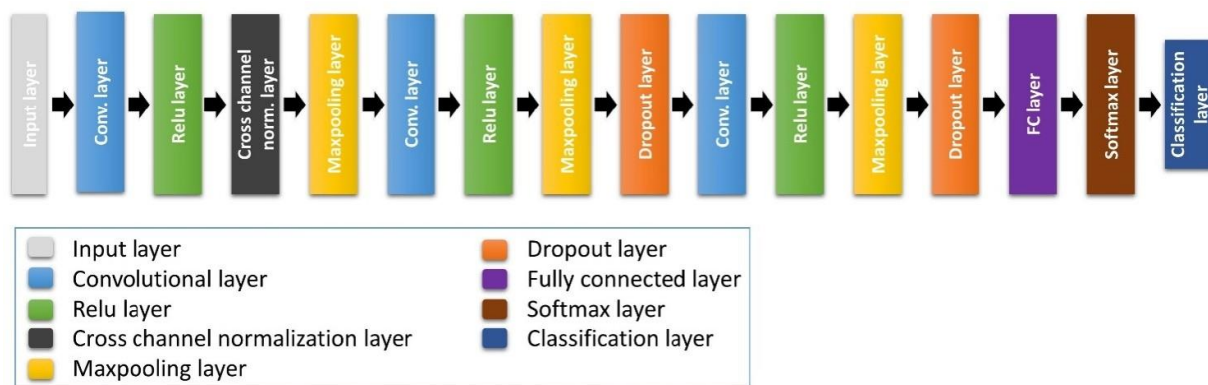 Input layer
Conv. layer
Relu layer
Cross channel
norm. layer
Maxpooling layer
Conv. layer
Relu layer
Maxpooling layer
Dropout layer
Conv. layer
Relu layer
Maxpooling layer
Dropout layer
FC layer
Softmax layer
Classification
layer
Input layer
Convolutional layer
Relu layer
Cross channel normalization layer
Maxpooling layer
Dropout layer
Fully connected layer
Softmax layer
Classification layer